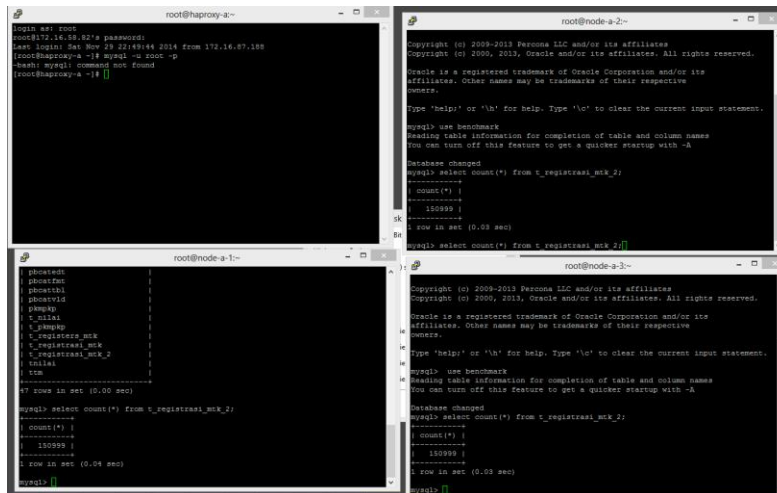 root@haproxy-a:~
login as: root
root@172.16.58.82's password:
Last login: Sat Nov 29 22:49:44 2014 from 172.16.87.188
[root@haproxy-a ~]# mysql -u root -p
-bash: mysql: command not found
[root@haproxy-a ~]#
root@node-a-2:~
Copyright (c) 2009-2013 Percona LLC and/or its affiliates
Copyright (c) 2000, 2013, Oracle and/or its affiliates. All rights reserved.
Oracle is a registered trademark of Oracle Corporation and/or its
affiliates. Other names may be trademarks of their respective
owners.
Type 'help;' or '\h' for help. Type '\c' to clear the current input statement.
mysql> use benchmark
Reading table information for completion of table and column names
You can turn off this feature to get a quicker startup with -A
Database changed
mysql> select count(*) from t_registrasi_mtk_2;
+----------+
| count(*) |
+----------+
| 150999 |
+----------+
1 row in set (0.03 sec)
mysql> select count(*) from t_registrasi_mtk_2;
root@node-a-1:~
| pbcatedt |
| pbcatfmt |
| pbcattbl |
| pbcatvld |
| pkmpkp |
| t_nilai |
| t_pkmpkp |
| t_registers_mtk |
| t_registrasi_mtk |
| t_registrasi_mtk_2 |
| tnilai |
| ttm |
+--------------------+
47 rows in set (0.00 sec)
mysql> select count(*) from t_registrasi_mtk_2;
+----------+
| count(*) |
+----------+
| 150999 |
+----------+
1 row in set (0.04 sec)
mysql>
root@node-a-3:~
Copyright (c) 2009-2013 Percona LLC and/or its affiliates
Copyright (c) 2000, 2013, Oracle and/or its affiliates. All rights reserved.
Oracle is a registered trademark of Oracle Corporation and/or its
affiliates. Other names may be trademarks of their respective
owners.
Type 'help;' or '\h' for help. Type '\c' to clear the current input statement.
mysql> use benchmark
Reading table information for completion of table and column names
You can turn off this feature to get a quicker startup with -A
Database changed
mysql> select count(*) from t_registrasi_mtk_2;
+----------+
| count(*) |
+----------+
| 150999 |
+----------+
1 row in set (0.03 sec)
mysql>